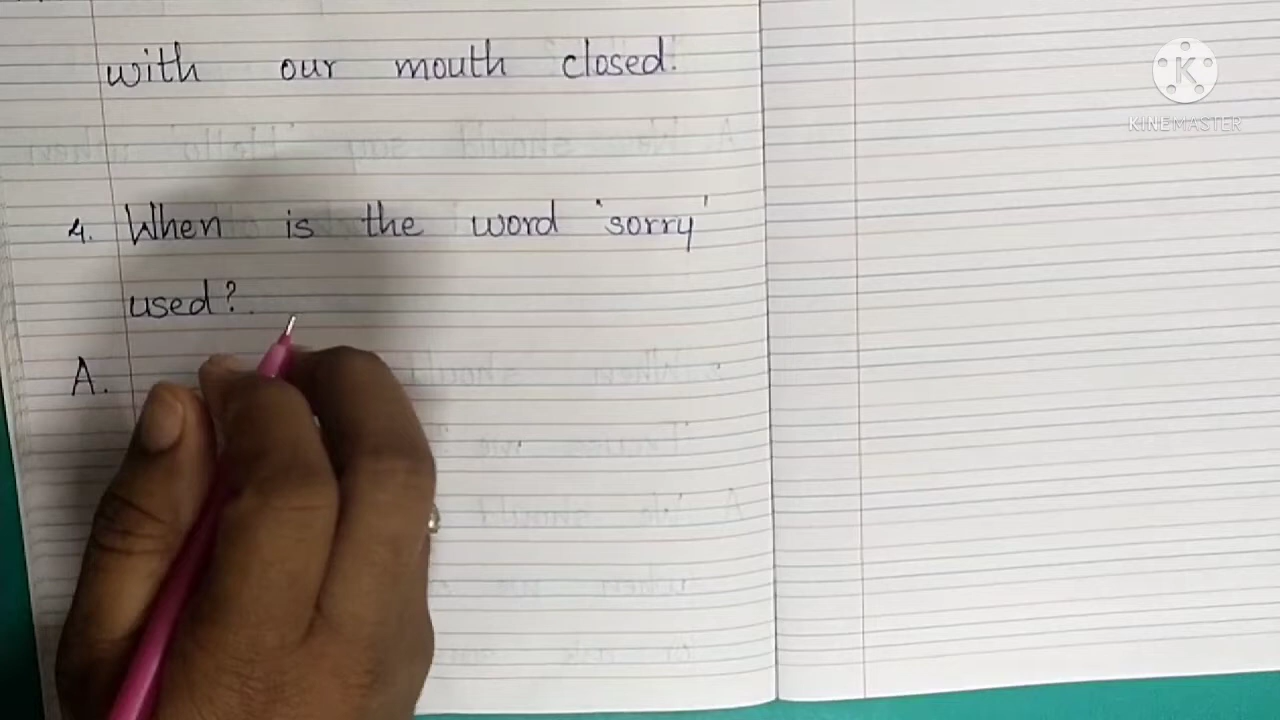 with our mouth closed.
4. When is the word 'sorry'
used?
A.
KINEMASTER